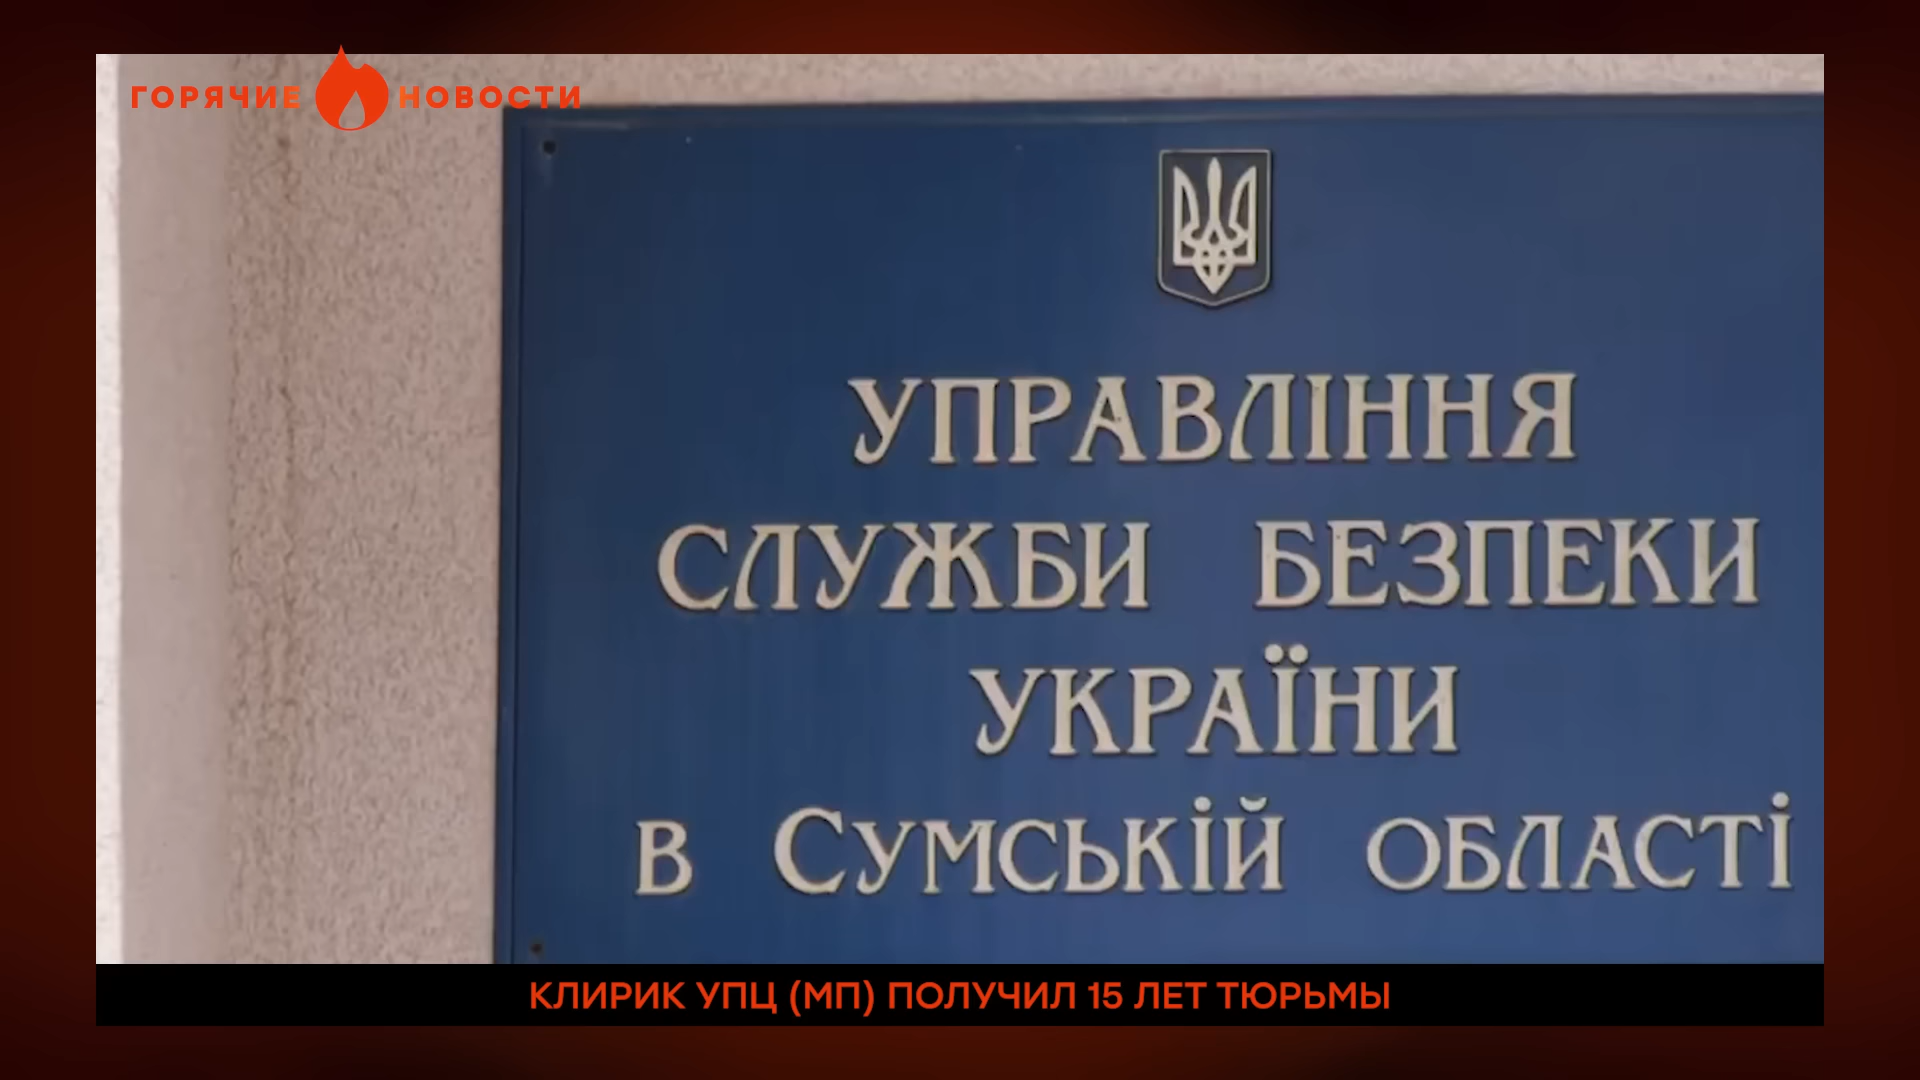 ГОРЯЧИЕ НОВОСТИ
УПРАВЛІННЯ
СЛУЖБИ БЕЗПЕКИ
УКРАЇНИ
в Сумській області
КЛИРИК УПЦ (МП) ПОЛУЧИЛ 15 ЛЕТ ТЮРЬМЫ